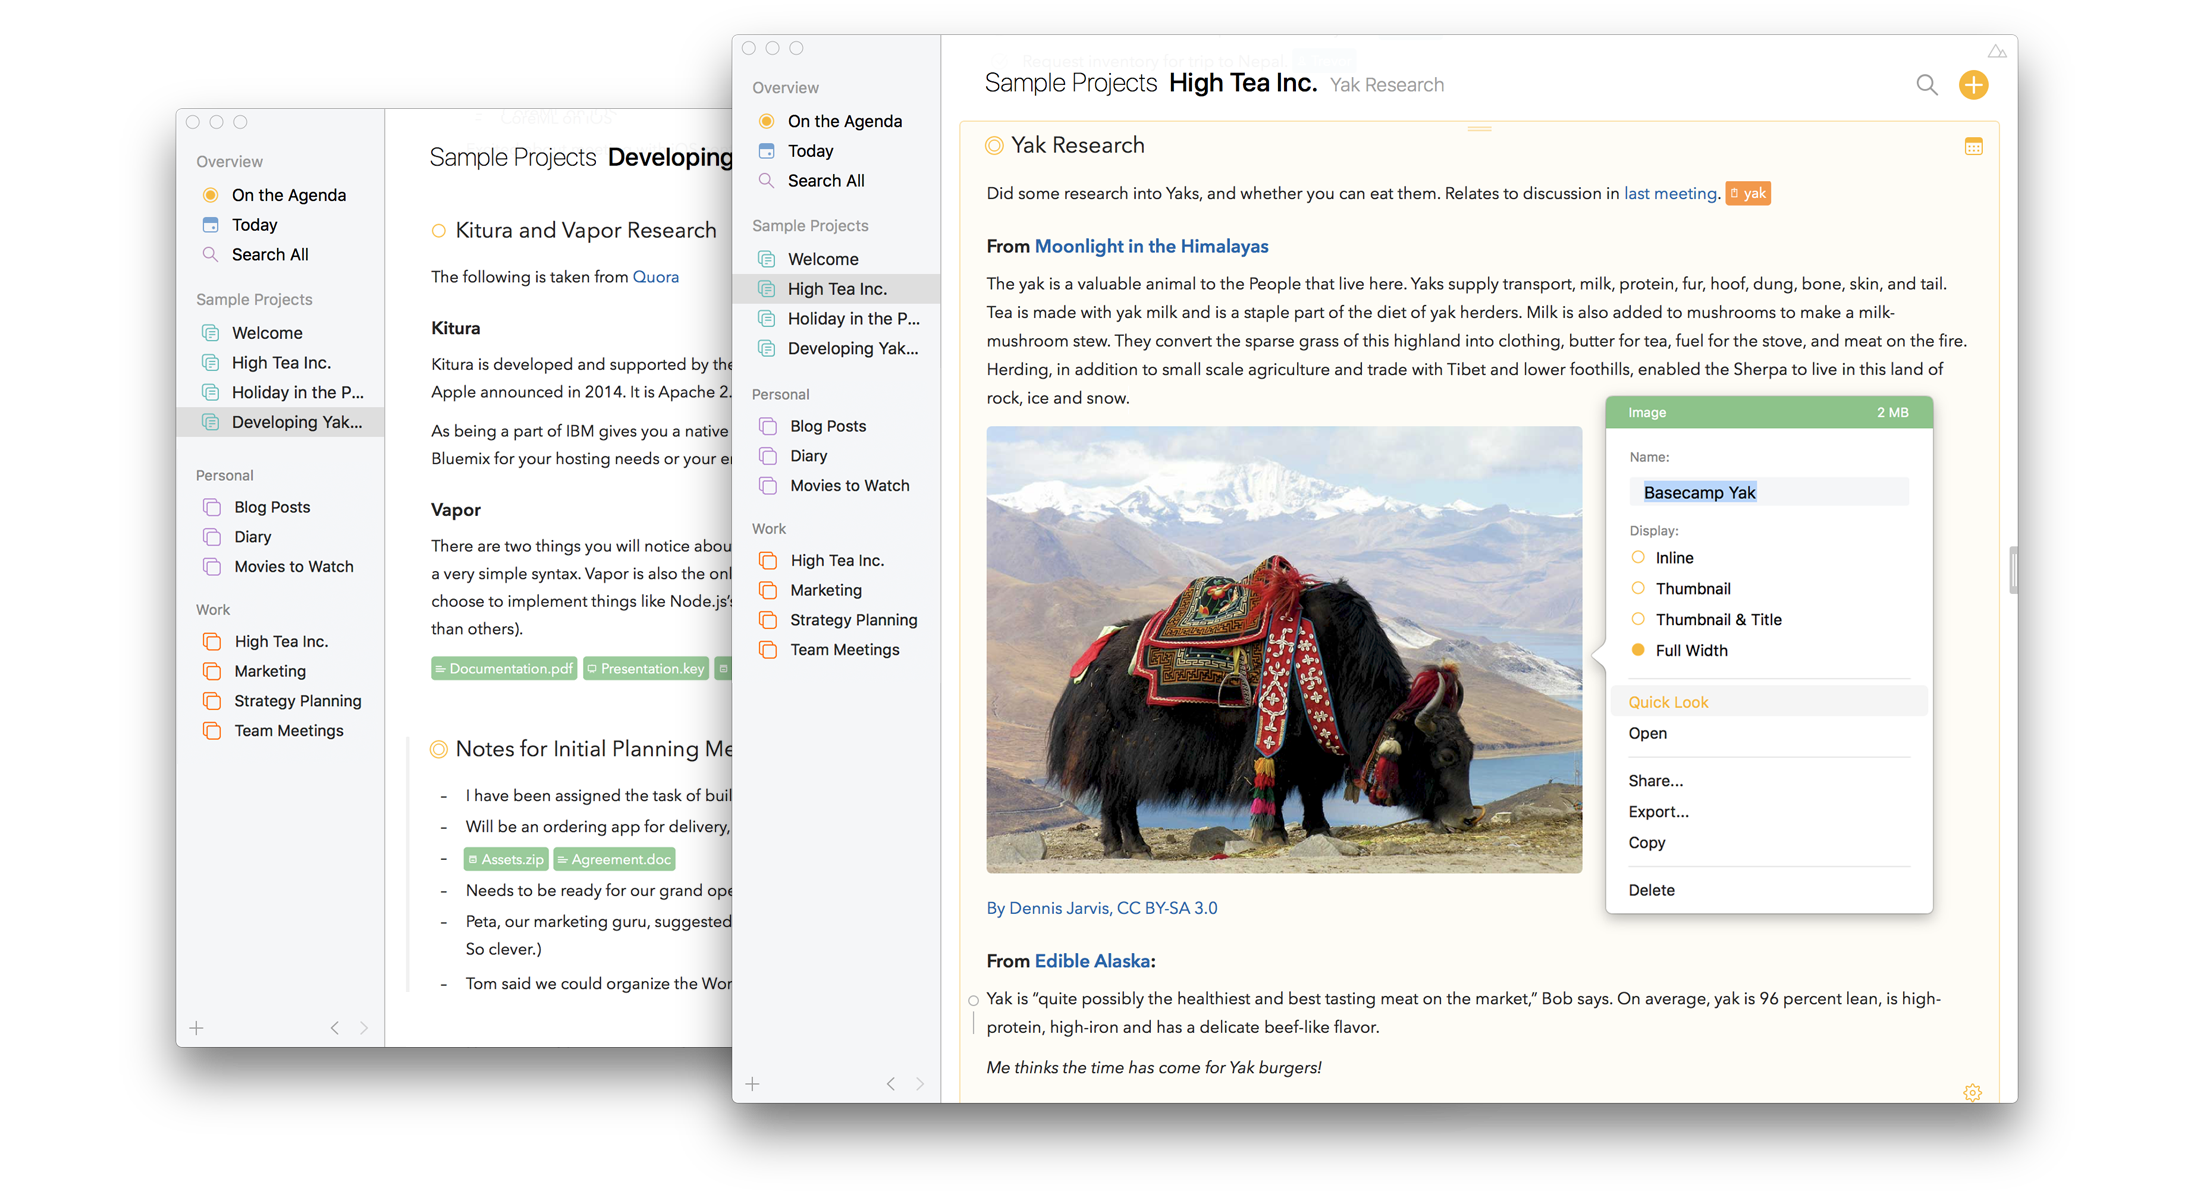 Overview
On the Agenda
Today
Search All
Sample Projects
Welcome
High Tea Inc.
Holiday in the P...
Developing Yak...
Personal
Blog Posts
Diary
Movies to Watch
Work
High Tea Inc.
Marketing
Strategy Planning
Team Meetings
Sample Projects Developing
Kitura and Vapor Research
The following is taken from Quora
Kitura
Kitura is developed and supported by the
Apple announced in 2014. It is Apache 2.
As being a part of IBM gives you a native
Bluemix for your hosting needs or your
Vapor
There are two things you will notice
a very simple syntax. Vapor is also the
choose to implement things like Node.js's
than others).
Documentation.pdf Presentation.key
Notes for Initial Planning
- I have been assigned the task of
- Will be an ordering app for delivery,
- Assets.zip Agreement.doc
- Needs to be ready for our grand
- Peta, our marketing guru, suggested
So clever.)
- Tom said we could organize the
Overview
On the Agenda
Today
Search All
Sample Projects
Welcome
High Tea Inc.
Holiday in the P...
Developing Yak...
Personal
Blog Posts
Diary
Movies to Watch
Work
High Tea Inc.
Marketing
Strategy Planning
Team Meetings
Request inventory for trip to Nepal.
Sample Projects High Tea Inc. Yak Research
Yak Research
Did some research into Yaks, and whether you can eat them. Relates to discussion in last meeting. yak
From Moonlight in the Himalayas
The yak is a valuable animal to the People that live here. Yaks supply transport, milk, protein, fur, hoof, dung, bone, skin, and tail.
Tea is made with yak milk and is a staple part of the diet of yak herders. Milk is also added to mushrooms to make a milk-
mushroom stew. They convert the sparse grass of this highland into clothing, butter for tea, fuel for the stove, and meat on the fire.
Herding, in addition to small scale agriculture and trade with Tibet and lower foothills, enabled the Sherpa to live in this land of
rock, ice and snow.
By Dennis Jarvis, CC BY-SA 3.0
From Edible Alaska:
Yak is “quite possibly the healthiest and best tasting meat on the market,” Bob says. On average, yak is 96 percent lean, is high-
protein, high-iron and has a delicate beef-like flavor.
Me thinks the time has come for Yak burgers!
Image 2 MB
Name:
Basecamp Yak
Display:
Inline
Thumbnail
Thumbnail & Title
Full Width
Quick Look
Open
Share...
Export...
Copy
Delete